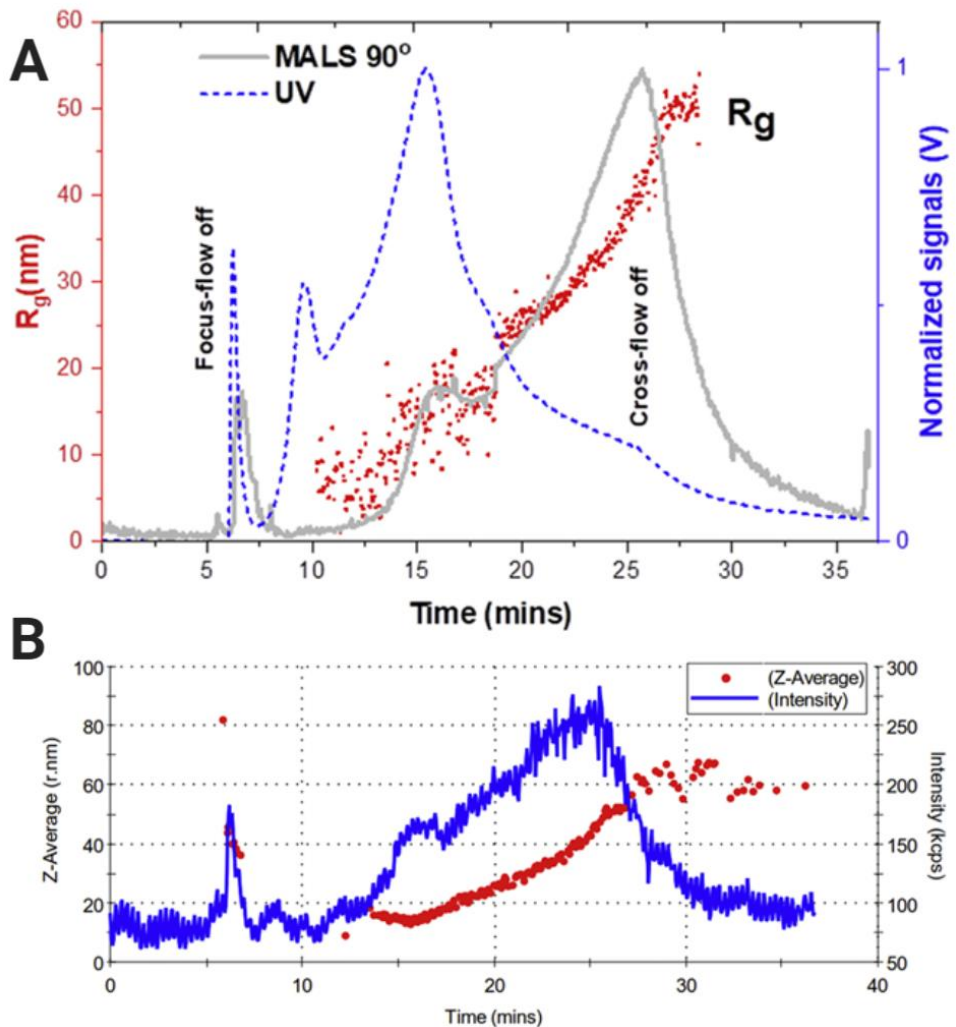 A
60
50
40
30
20
10
0
Rg(nm)
MALS 90°
UV
Focus-flow off
Cross-flow off
Rg
1
0
Normalized signals (V)
0
5
10
15
20
25
30
35
Time (mins)
B
100
80
60
40
20
0
Z-Average (r.nm)
(Z-Average)
(Intensity)
300
250
200
150
100
50
Intensity (kcps)
0
10
20
30
40
Time (mins)